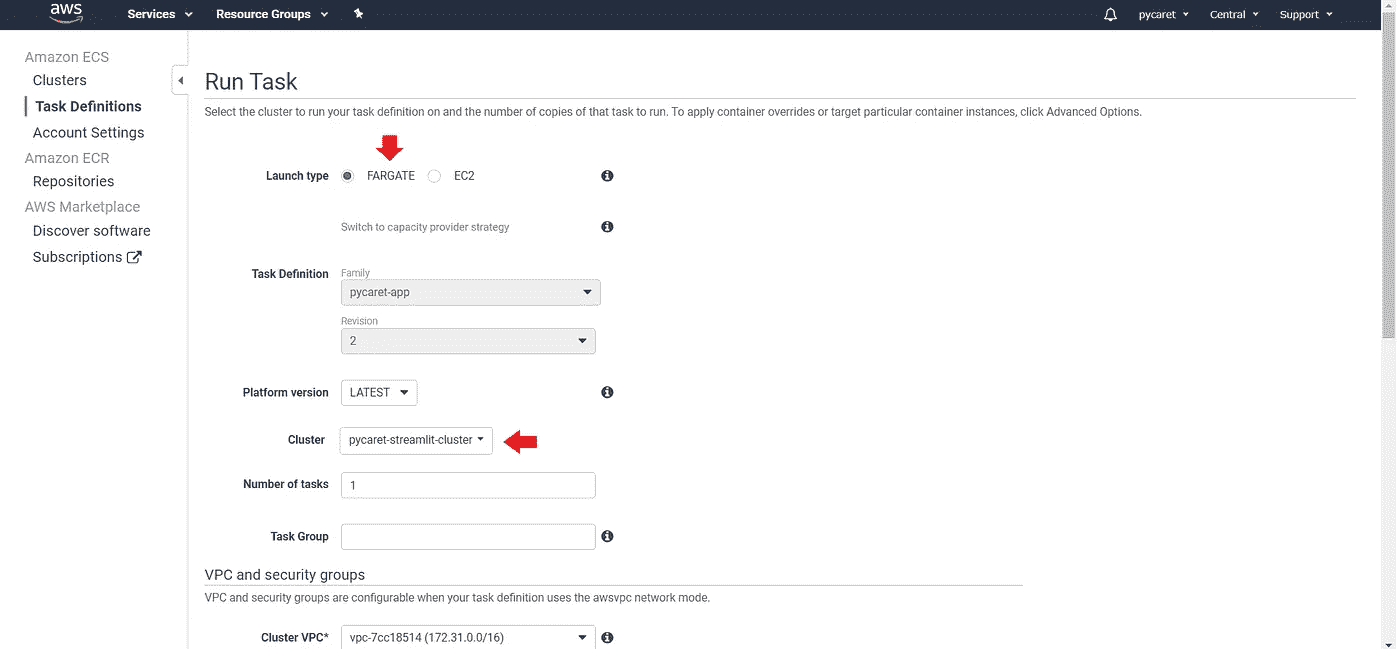 aws Services Resource Groups pycaret Central Support
Amazon ECS
Clusters
Task Definitions
Account Settings
Amazon ECR
Repositories
AWS Marketplace
Discover software
Subscriptions
Run Task
Select the cluster to run your task definition on and the number of copies of that task to run. To apply container overrides or target particular container instances, click Advanced Options.
Launch type FARGATE EC2
Switch to capacity provider strategy
Task Definition Family
pycaret-app
Revision
2
Platform version LATEST
Cluster pycaret-streamlit-cluster
Number of tasks 1
Task Group
VPC and security groups
VPC and security groups are configurable when your task definition uses the awsvpc network mode.
Cluster VPC* vpc-7cc18514 (172.31.0.0/16)